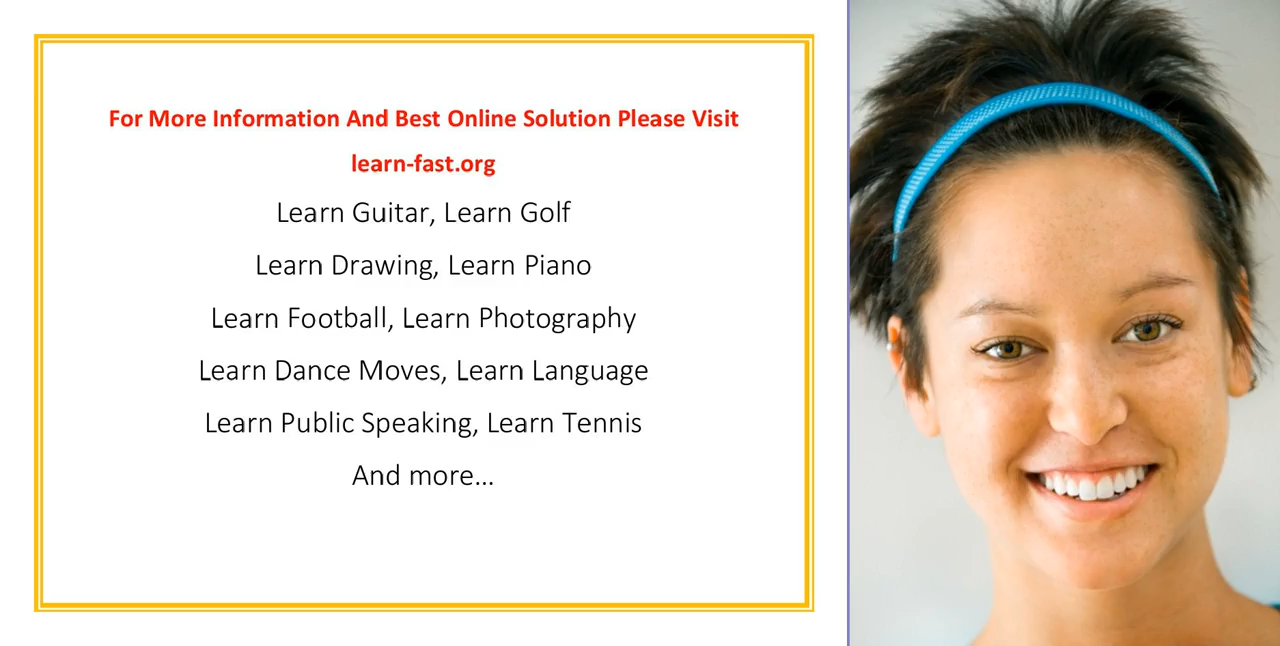 For More Information And Best Online Solution Please Visit
learn-fast.org
Learn Guitar, Learn Golf
Learn Drawing, Learn Piano
Learn Football, Learn Photography
Learn Dance Moves, Learn Language
Learn Public Speaking, Learn Tennis
And more...